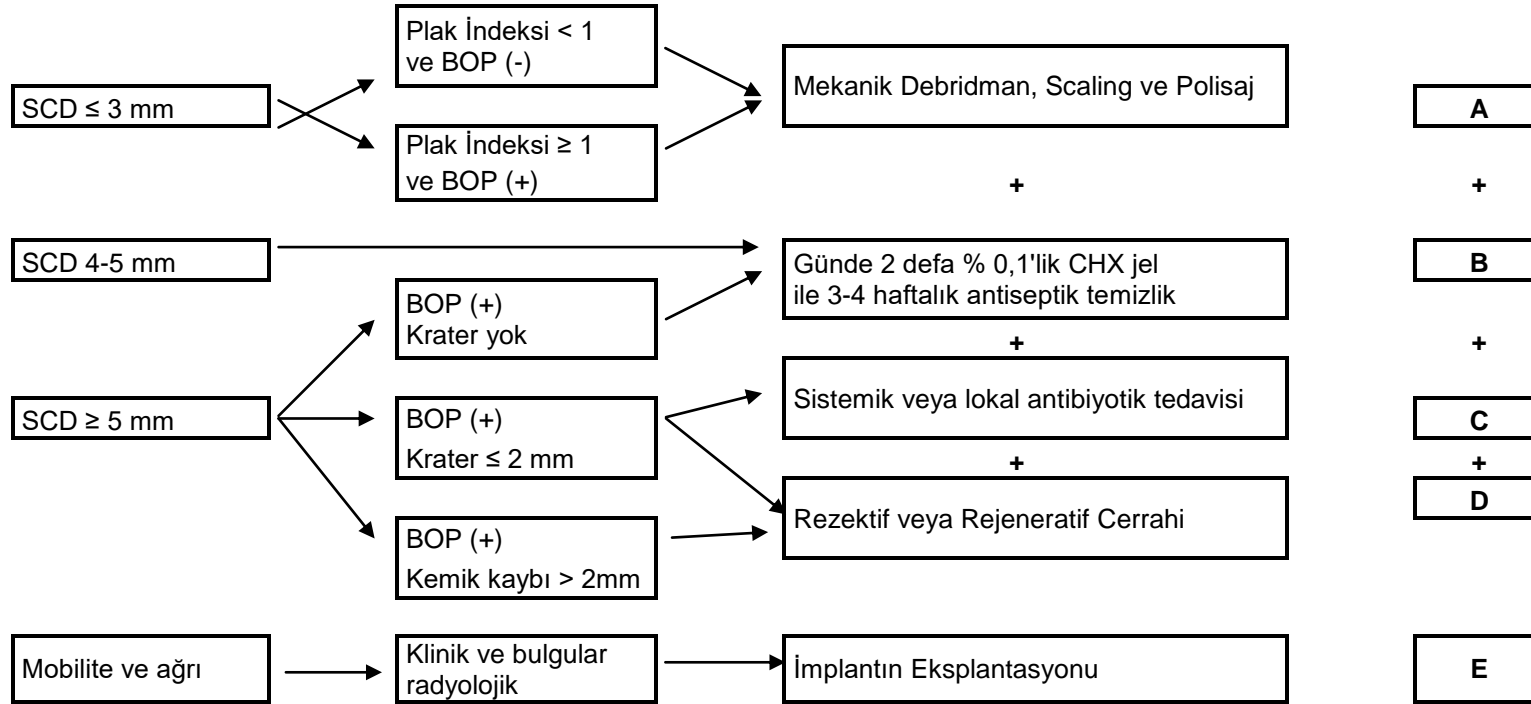 SCD ≤ 3 mm
Plak İndeksi < 1
ve BOP (-)
Plak İndeksi ≥ 1
ve BOP (+)
Mekanik Debridman, Scaling ve Polisaj
A
+
+
SCD 4-5 mm
Günde 2 defa % 0,1'lik CHX jel
ile 3-4 haftalık antiseptik temizlik
B
BOP (+)
Krater yok
+
+
SCD ≥ 5 mm
BOP (+)
Krater ≤ 2 mm
Sistemik veya lokal antibiyotik tedavisi
C
+
+
BOP (+)
Kemik kaybı > 2mm
Rezektif veya Rejeneratif Cerrahi
D
Mobilite ve ağrı
Klinik ve bulgular
radyolojik
İmplantın Eksplantasyonu
E